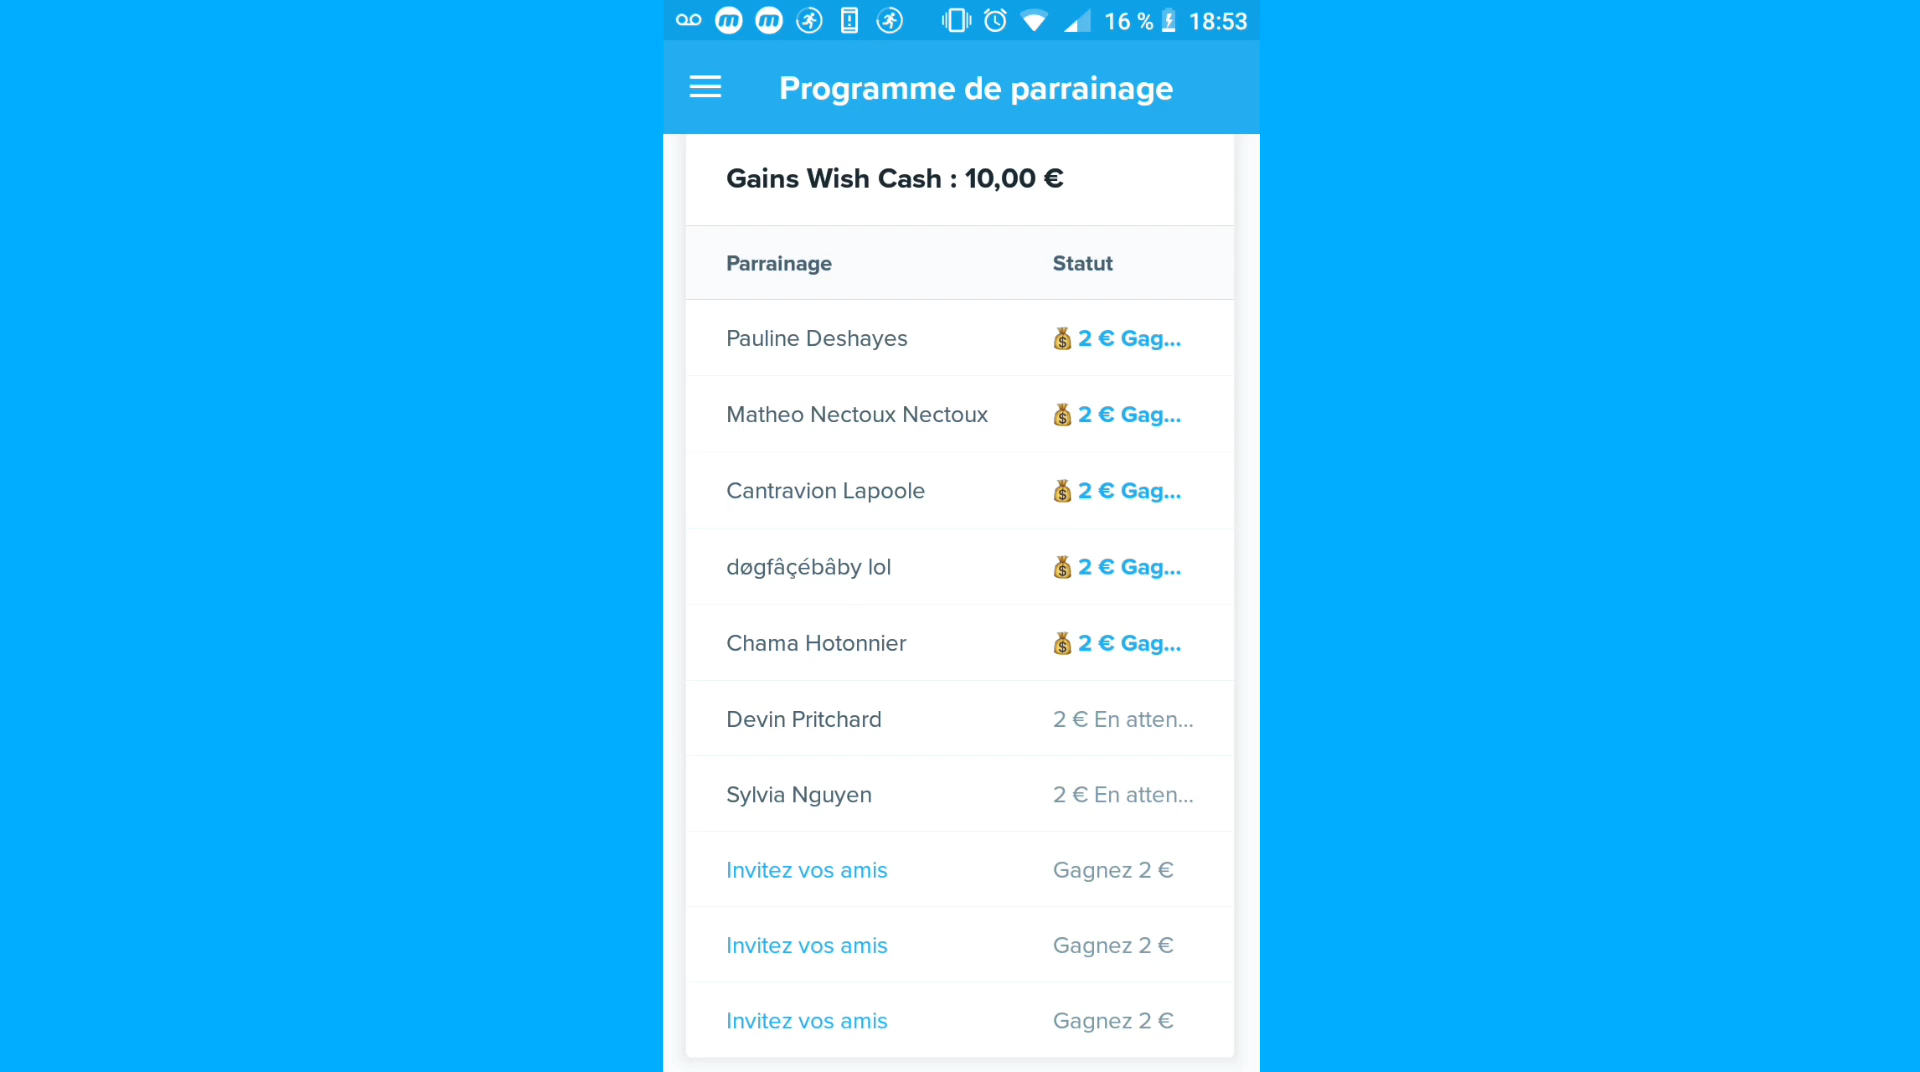 16 % 18:53
Programme de parrainage
Gains Wish Cash : 10,00 €
Parrainage Statut
Pauline Deshayes 2 € Gag...
Matheo Nectoux Nectoux 2 € Gag...
Cantravion Lapoole 2 € Gag...
døgfâçébâby lol 2 € Gag...
Chama Hotonnier 2 € Gag...
Devin Pritchard 2 € En atten...
Sylvia Nguyen 2 € En atten...
Invitez vos amis Gagnez 2 €
Invitez vos amis Gagnez 2 €
Invitez vos amis Gagnez 2 €